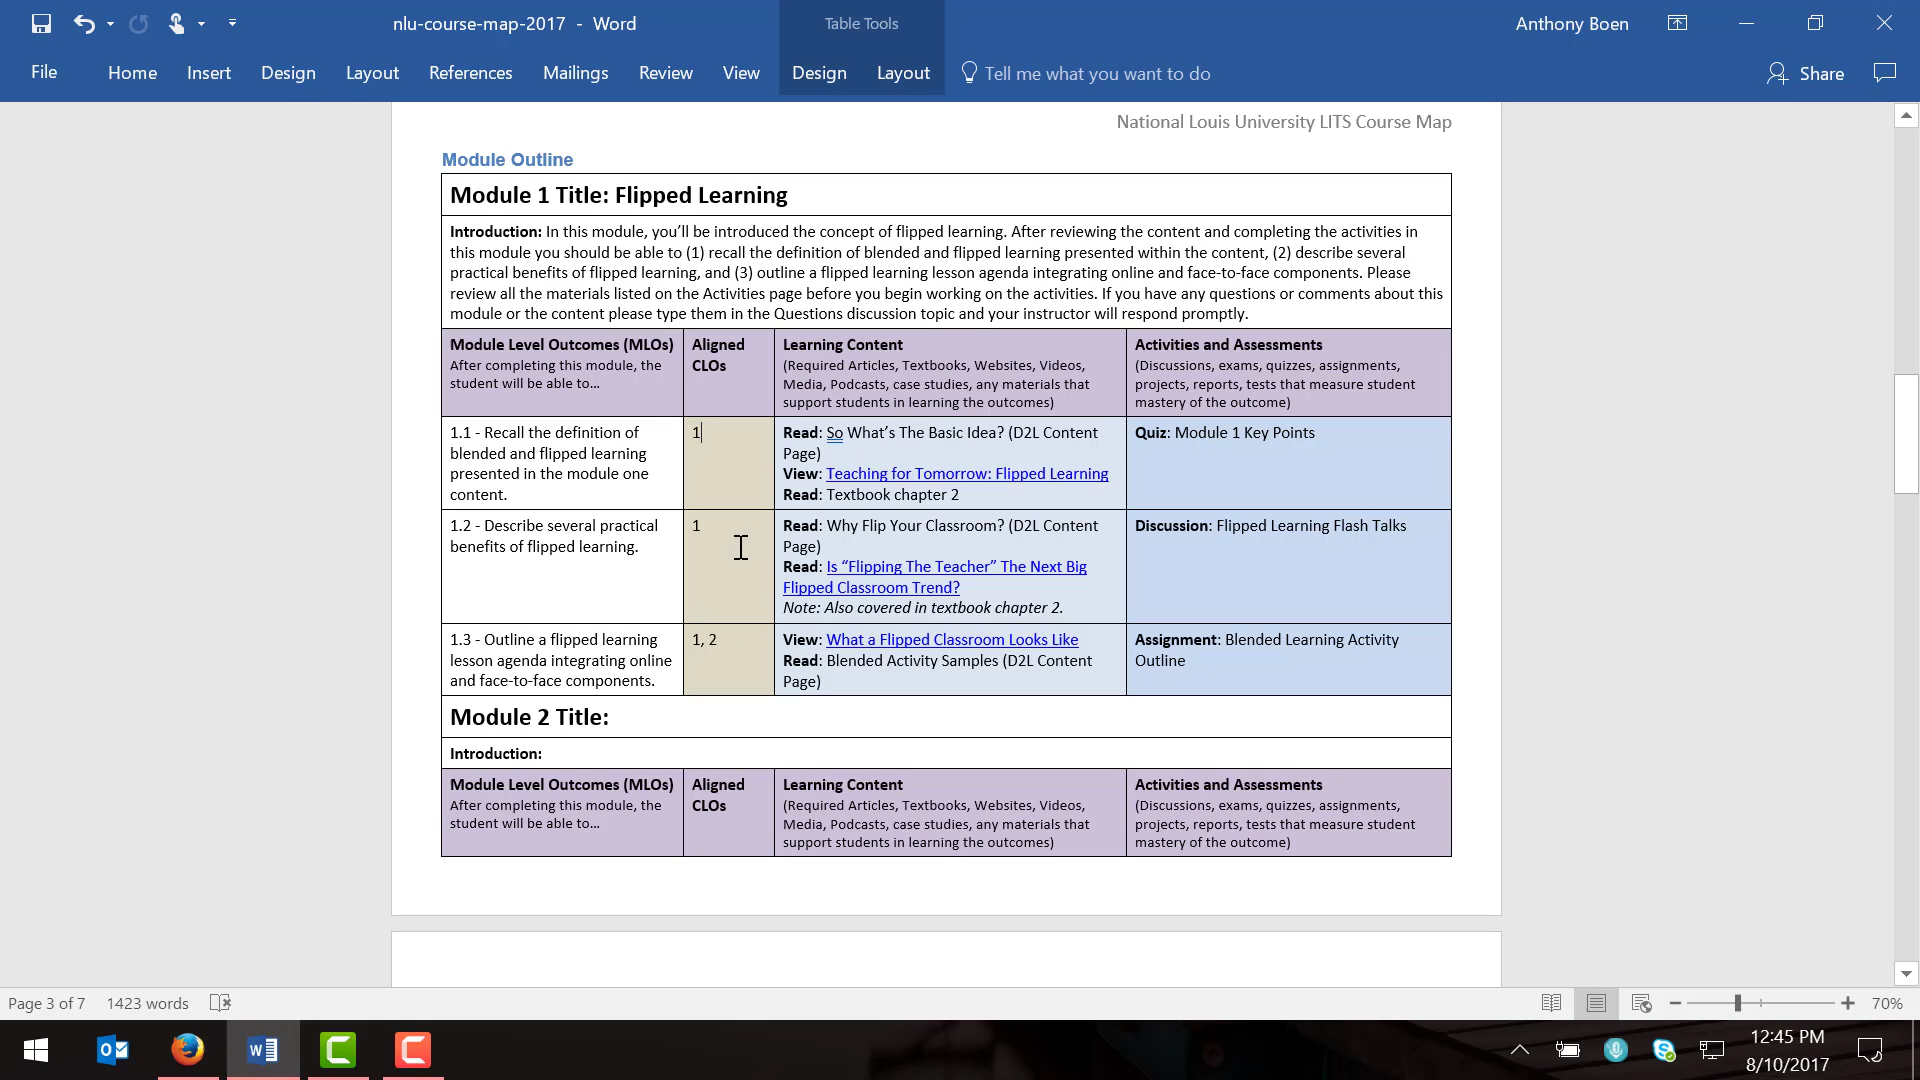 nlu-course-map-2017 - Word
Table Tools
Anthony Boen
File
Home
Insert
Design
Layout
References
Mailings
Review
View
Design
Layout
Tell me what you want to do
Share
National Louis University LITS Course Map
Module Outline
Module 1 Title: Flipped Learning
Introduction: In this module, you’ll be introduced the concept of flipped learning. After reviewing the content and completing the activities in
this module you should be able to (1) recall the definition of blended and flipped learning presented within the content, (2) describe several
practical benefits of flipped learning, and (3) outline a flipped learning lesson agenda integrating online and face-to-face components. Please
review all the materials listed on the Activities page before you begin working on the activities. If you have any questions or comments about this
module or the content please type them in the Questions discussion topic and your instructor will respond promptly.
Module Level Outcomes (MLOs)
After completing this module, the
student will be able to…
Aligned
CLOs
Learning Content
(Required Articles, Textbooks, Websites, Videos,
Media, Podcasts, case studies, any materials that
support students in learning the outcomes)
Activities and Assessments
(Discussions, exams, quizzes, assignments,
projects, reports, tests that measure student
mastery of the outcome)
1.1 - Recall the definition of
blended and flipped learning
presented in the module one
content.
1
Read: So What’s The Basic Idea? (D2L Content
Page)
View: Teaching for Tomorrow: Flipped Learning
Read: Textbook chapter 2
Quiz: Module 1 Key Points
1.2 - Describe several practical
benefits of flipped learning.
1
Read: Why Flip Your Classroom? (D2L Content
Page)
Read: Is “Flipping The Teacher” The Next Big
Flipped Classroom Trend?
Note: Also covered in textbook chapter 2.
Discussion: Flipped Learning Flash Talks
1.3 - Outline a flipped learning
lesson agenda integrating online
and face-to-face components.
1, 2
View: What a Flipped Classroom Looks Like
Read: Blended Activity Samples (D2L Content
Page)
Assignment: Blended Learning Activity
Outline
Module 2 Title:
Introduction:
Module Level Outcomes (MLOs)
After completing this module, the
student will be able to…
Aligned
CLOs
Learning Content
(Required Articles, Textbooks, Websites, Videos,
Media, Podcasts, case studies, any materials that
support students in learning the outcomes)
Activities and Assessments
(Discussions, exams, quizzes, assignments,
projects, reports, tests that measure student
mastery of the outcome)
Page 3 of 7
1423 words
70%
12:45 PM
8/10/2017